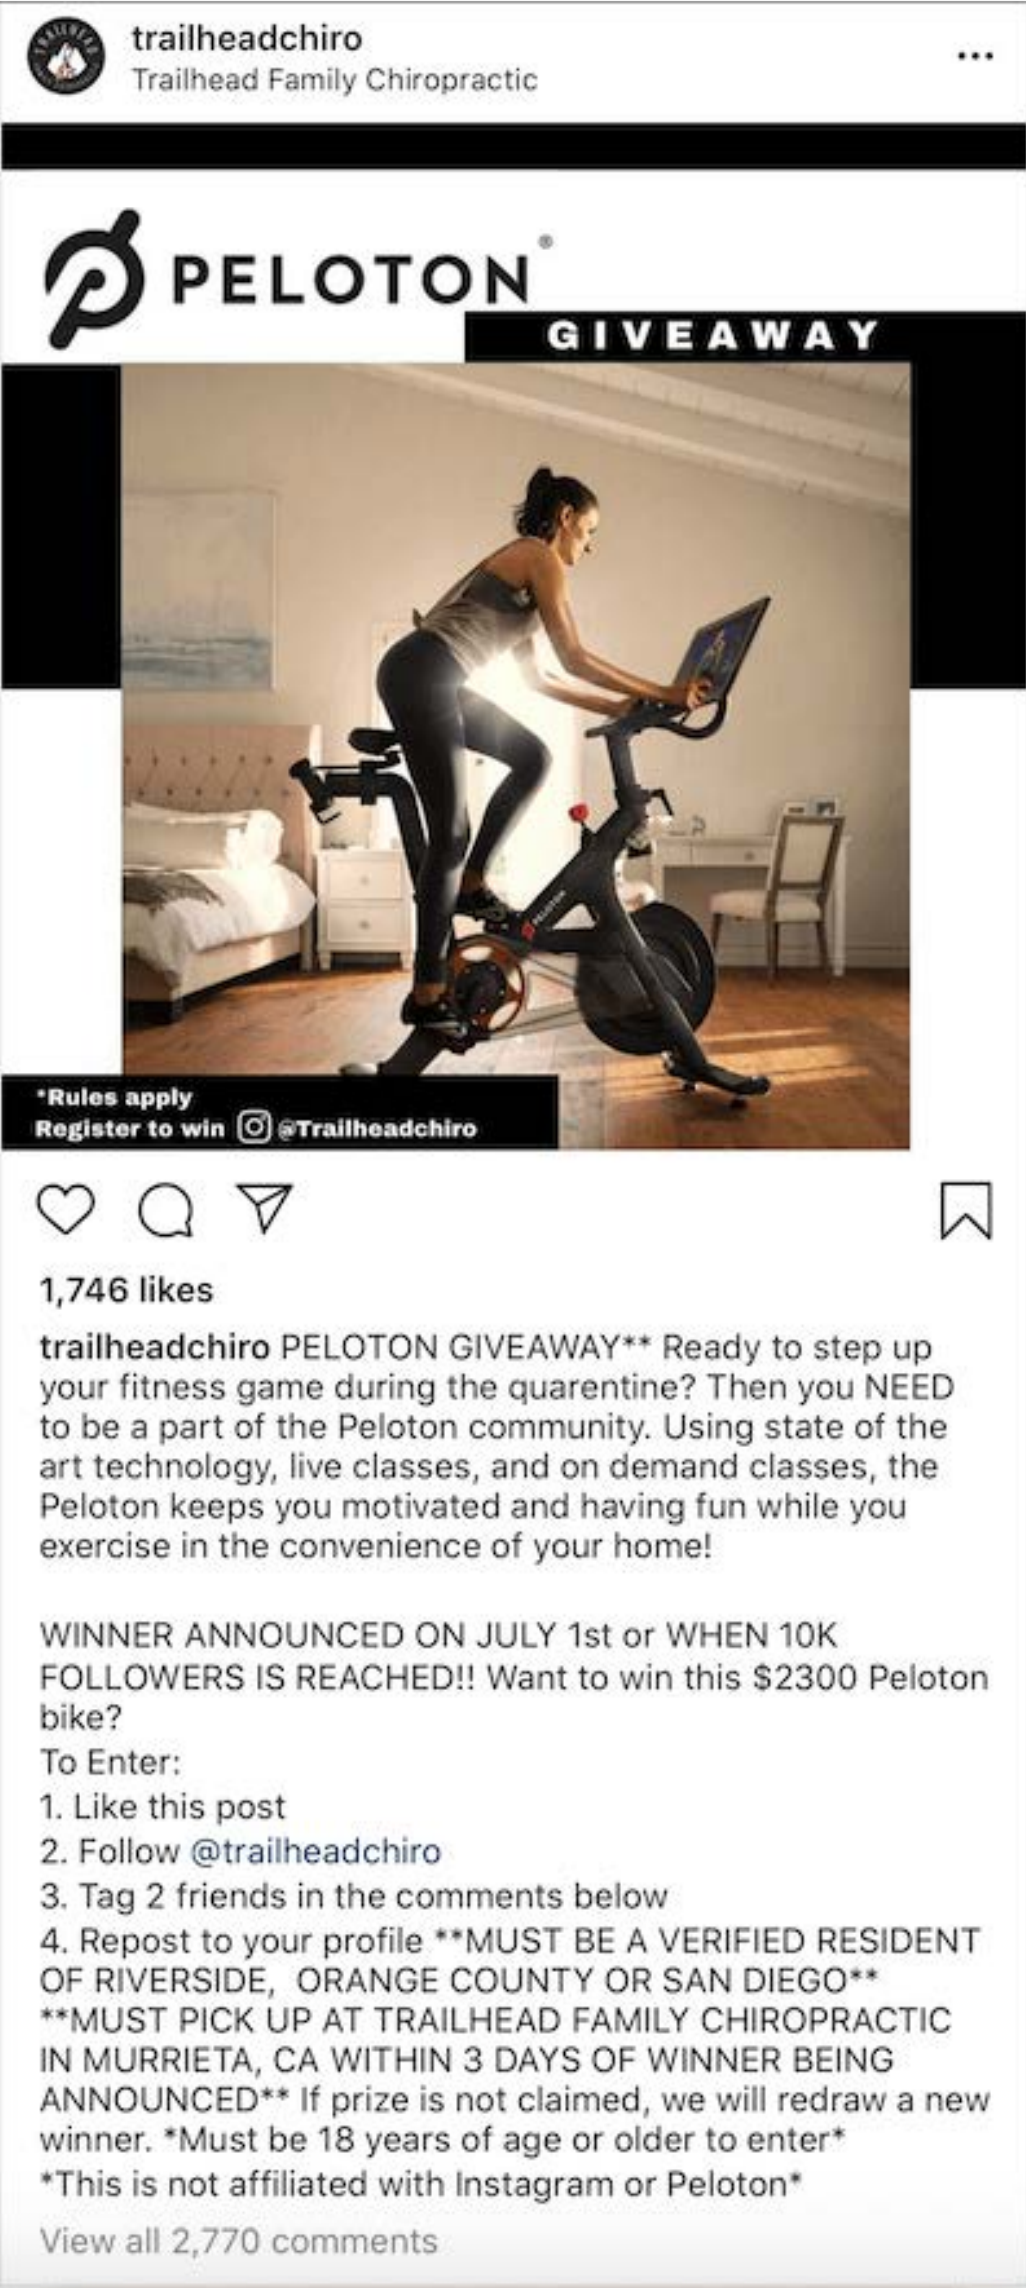 trailheadchiro
Trailhead Family Chiropractic
PELOTON®
GIVEAWAY
PELOTON
*Rules apply
Register to win @Trailheadchiro
1,746 likes
trailheadchiro PELOTON GIVEAWAY** Ready to step up
your fitness game during the quarentine? Then you NEED
to be a part of the Peloton community. Using state of the
art technology, live classes, and on demand classes, the
Peloton keeps you motivated and having fun while you
exercise in the convenience of your home!
WINNER ANNOUNCED ON JULY 1st or WHEN 10K
FOLLOWERS IS REACHED!! Want to win this $2300 Peloton
bike?
To Enter:
1. Like this post
2. Follow @trailheadchiro
3. Tag 2 friends in the comments below
4. Repost to your profile **MUST BE A VERIFIED RESIDENT
OF RIVERSIDE, ORANGE COUNTY OR SAN DIEGO**
**MUST PICK UP AT TRAILHEAD FAMILY CHIROPRACTIC
IN MURRIETA, CA WITHIN 3 DAYS OF WINNER BEING
ANNOUNCED** If prize is not claimed, we will redraw a new
winner. *Must be 18 years of age or older to enter*
*This is not affiliated with Instagram or Peloton*
View all 2,770 comments